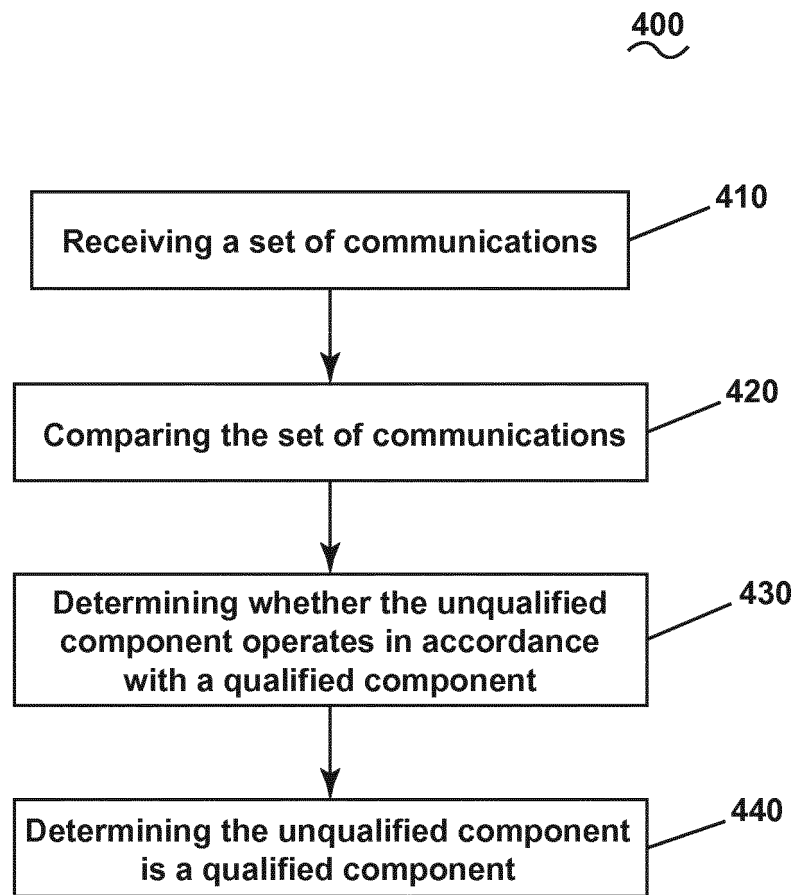 400
410
Receiving a set of communications
420
Comparing the set of communications
430
Determining whether the unqualified
component operates in accordance
with a qualified component
440
Determining the unqualified component
is a qualified component